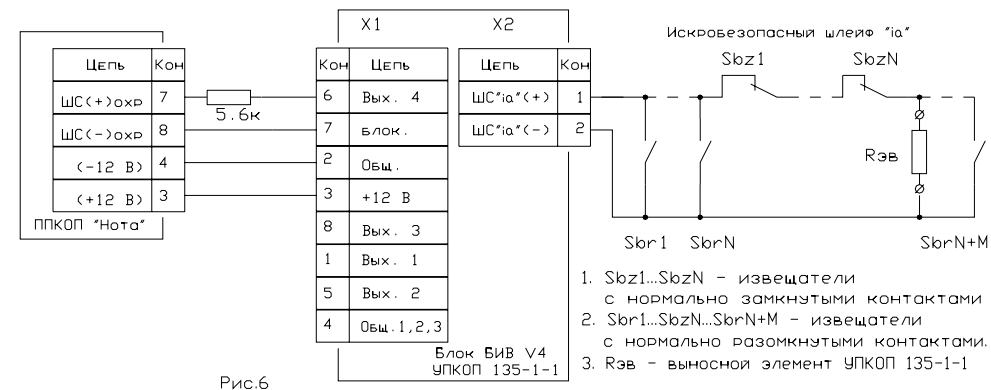 X1 X2
Искробезопасный шлейф "ia"
Цепь Кон
ШС(+)охр 7
ШС(-)охр 8
(-12 В) 4
(+12 В) 3
ППКОП "Нота"
5.6к
Кон Цепь
6 Вых. 4
7 Блок.
2 Общ.
3 +12 В
8 Вых. 3
1 Вых. 1
5 Вых. 2
4 Общ.1,2,3
Цепь Кон
ШС"ia"(+) 1
ШС"ia"(-) 2
Блок БИВ V4
УПКОП 135-1-1
Sbz1 SbzN
Rэв
Sbr1 SbrN SbrN+M
1. Sbz1...SbzN - извещатели
с нормально замкнутыми контактами
2. Sbr1...SbzN...SbrN+M - извещатели
с нормально разомкнутыми контактами.
3. Rэв - выносной элемент УПКОП 135-1-1
Рис.6